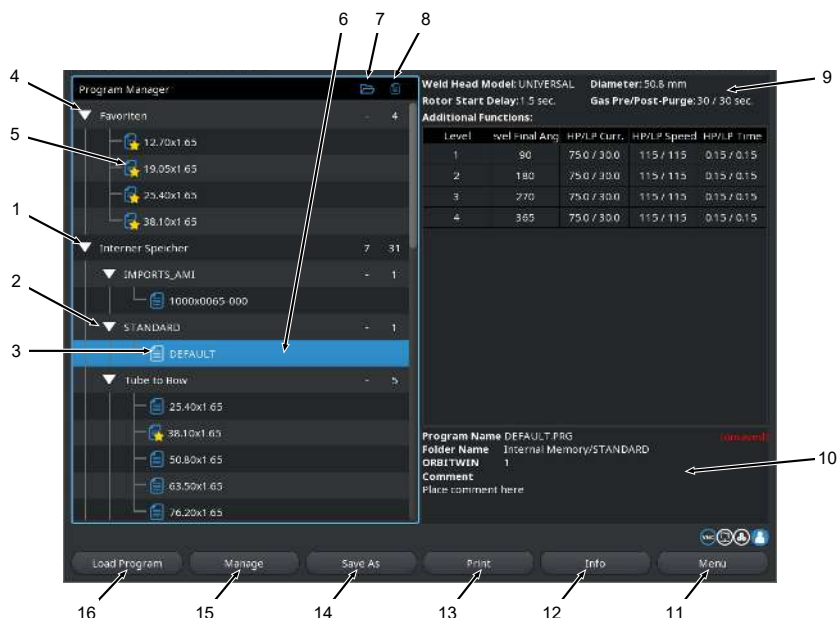 6 7 8
Program Manager
Weld Head Model: UNIVERSAL Diameter: 50.8 mm
Rotor Start Delay: 1.5 sec. Gas Pre/Post-Purge: 30 / 30 sec.
Additional Functions:
9
4
Favoriten - 4
5
12.70x1.65
19.05x1.65
25.40x1.65
38.10x1.65
Level evel Final Ang HP/LP Curr. HP/LP Speed HP/LP Time
1 90 75.0 / 30.0 115 / 115 0.15 / 0.15
2 180 75.0 / 30.0 115 / 115 0.15 / 0.15
3 270 75.0 / 30.0 115 / 115 0.15 / 0.15
4 365 75.0 / 30.0 115 / 115 0.15 / 0.15
1
Interner Speicher 7 31
IMPORTS_AMI - 1
1000x0065-000
2
STANDARD - 1
3
DEFAULT
Tube to Bow - 5
25.40x1.65
38.10x1.65
50.80x1.65
63.50x1.65
76.20x1.65
Program Name DEFAULT.PRG (unsaved)
Folder Name Internal Memory/STANDARD
ORBITWIN 1
Comment
Place comment here
10
VNC
Load Program Manage Save As Print Info Menu
16 15 14 13 12 11